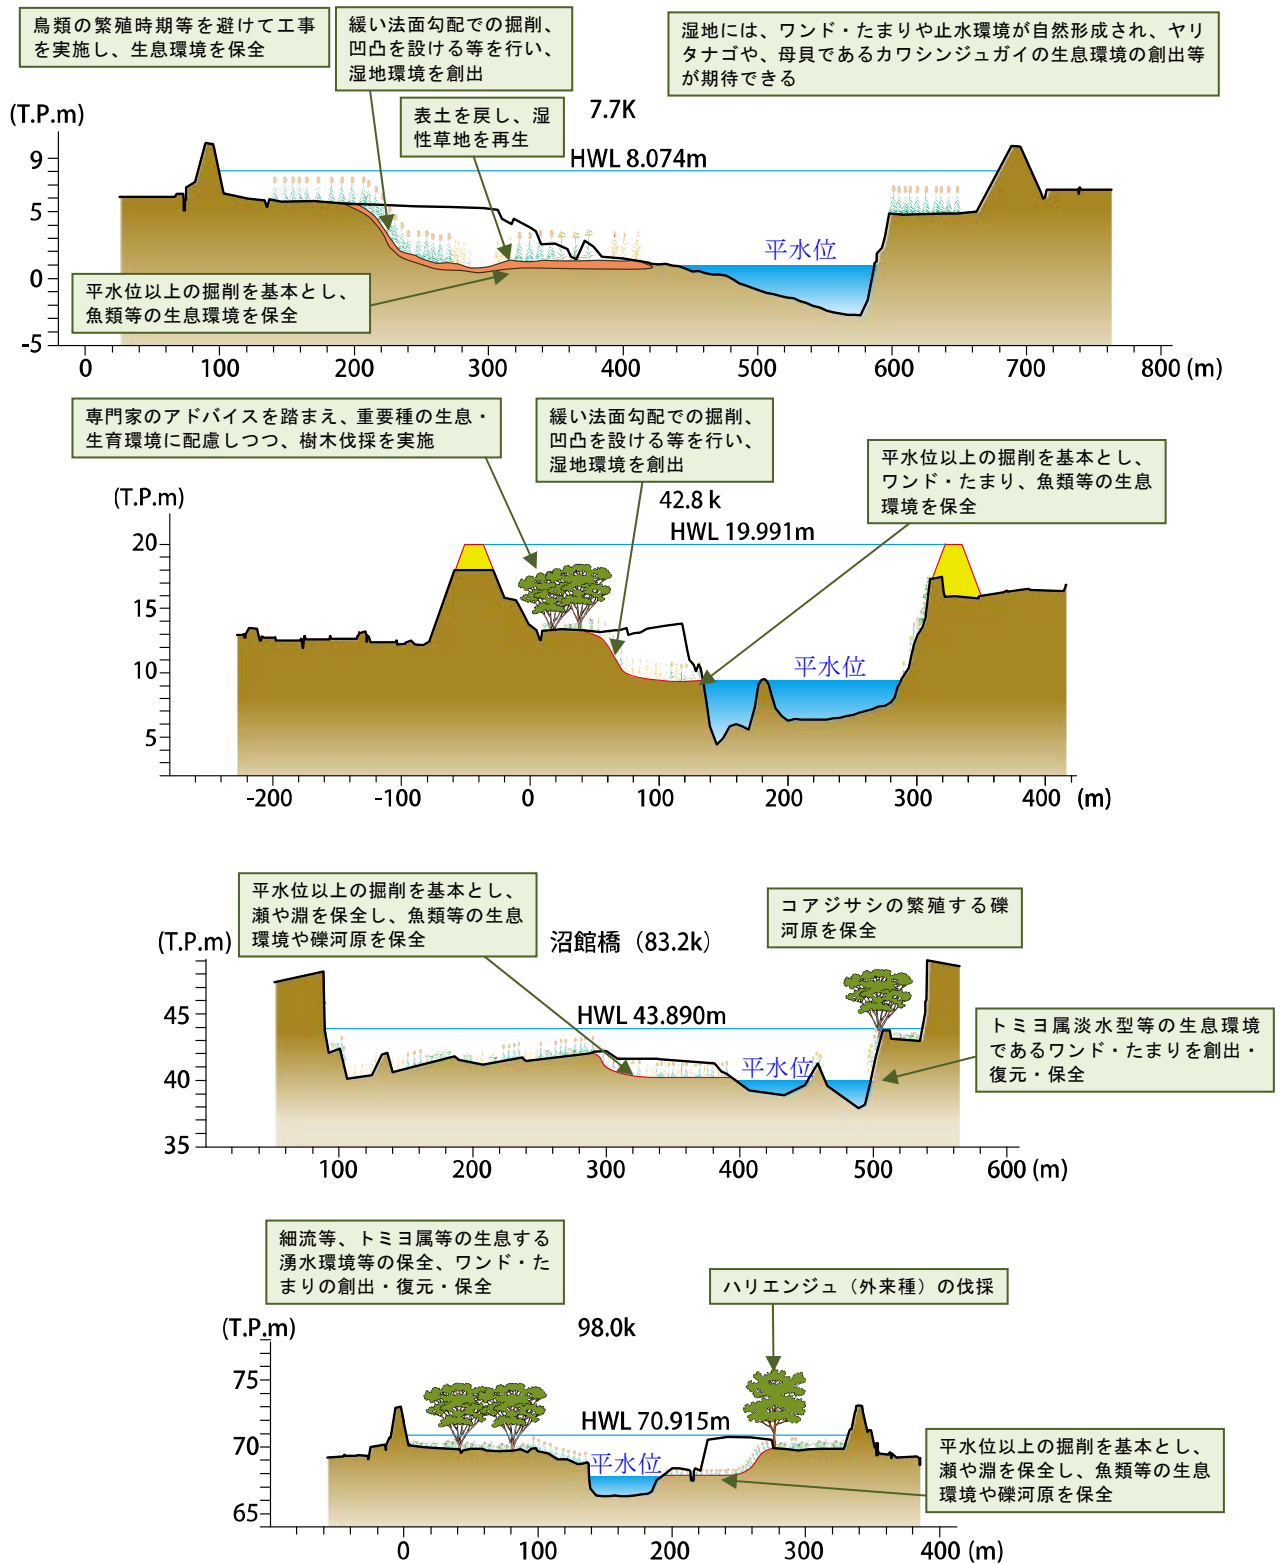 鳥類の繁殖時期等を避けて工事
を実施し、生息環境を保全
緩い法面勾配での掘削、
凹凸を設ける等を行い、
湿地環境を創出
湿地には、ワンド・たまりや止水環境が自然形成され、ヤリ
タナゴや、母貝であるカワシンジュガイの生息環境の創出等
が期待できる
表土を戻し、湿
性草地を再生
7.7K
(T.P.m)
HWL 8.074m
平水位
平水位以上の掘削を基本とし、
魚類等の生息環境を保全
9
5
0
-5
0 100 200 300 400 500 600 700 800 (m)
専門家のアドバイスを踏まえ、重要種の生息・
生育環境に配慮しつつ、樹木伐採を実施
緩い法面勾配での掘削、
凹凸を設ける等を行い、
湿地環境を創出
平水位以上の掘削を基本とし、
ワンド・たまり、魚類等の生息
環境を保全
(T.P.m)
42.8 k
HWL 19.991m
平水位
20
15
10
5
-200 -100 0 100 200 300 400 (m)
平水位以上の掘削を基本とし、
瀬や淵を保全し、魚類等の生息
環境や礫河原を保全
コアジサシの繁殖する礫
河原を保全
(T.P.m)
沼館橋（83.2k）
HWL 43.890m
平水位
トミヨ属淡水型等の生息環境
であるワンド・たまりを創出・
復元・保全
45
40
35
100 200 300 400 500 600 (m)
細流等、トミヨ属等の生息する
湧水環境等の保全、ワンド・た
まりの創出・復元・保全
ハリエンジュ（外来種）の伐採
(T.P.m)
98.0k
HWL 70.915m
平水位
平水位以上の掘削を基本とし、
瀬や淵を保全し、魚類等の生息
環境や礫河原を保全
75
70
65
0 100 200 300 400 (m)